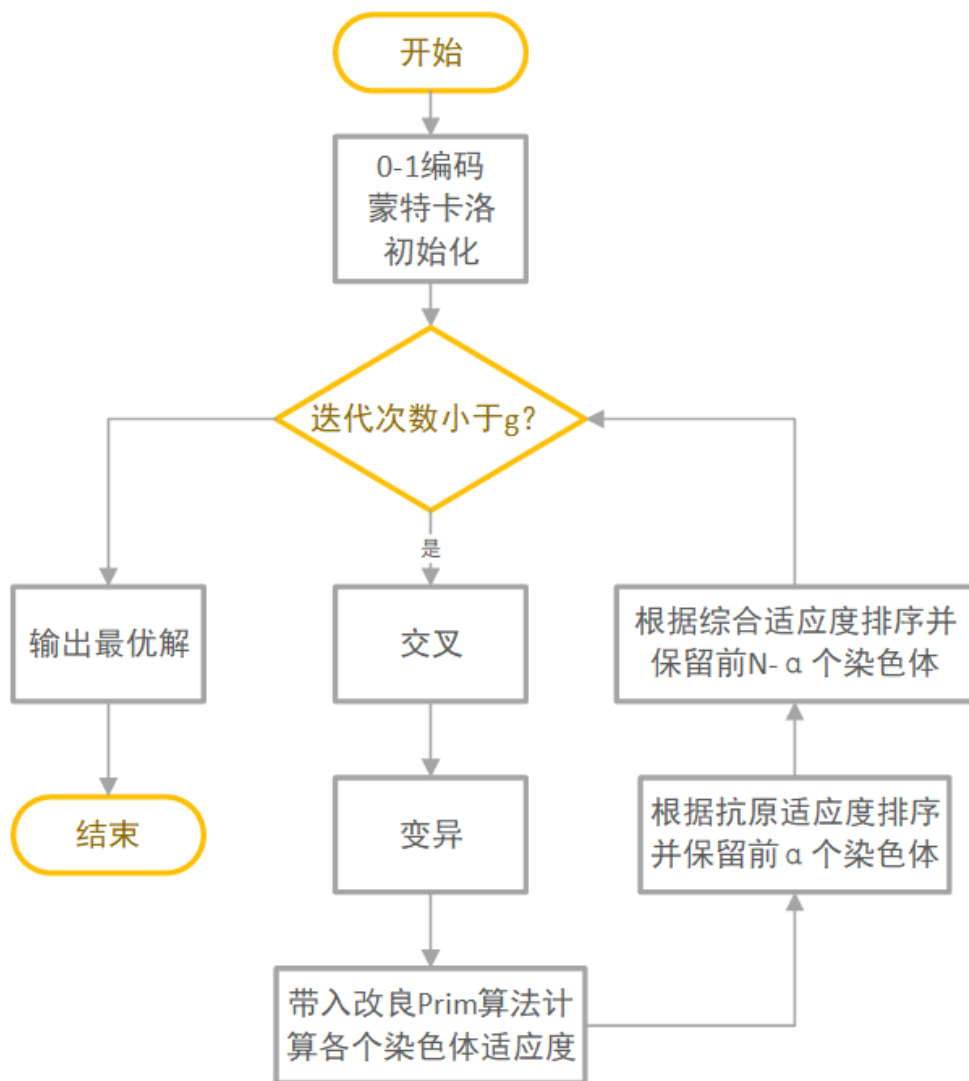 开始
0-1编码
蒙特卡洛
初始化
迭代次数小于g?
是
输出最优解
交叉
根据综合适应度排序并
保留前N-α个染色体
结束
变异
根据抗原适应度排序
并保留前α个染色体
带入改良Prim算法计
算各个染色体适应度